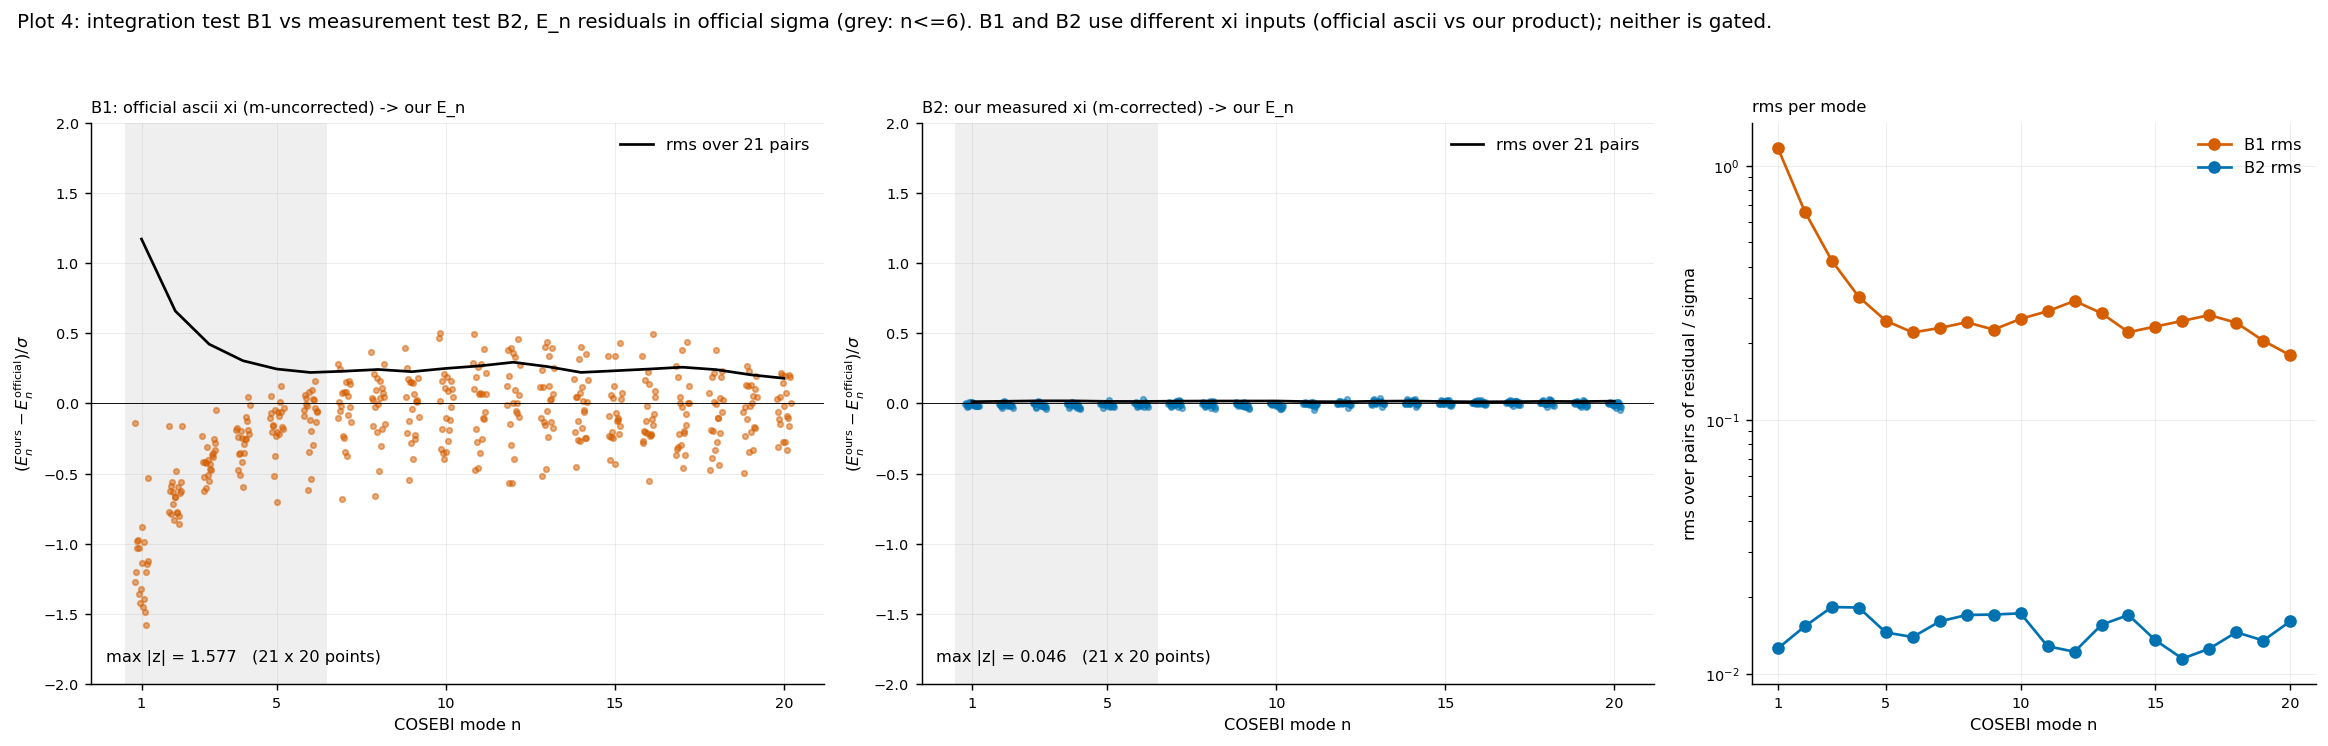 Plot 4: integration test B1 vs measurement test B2, E_n residuals in official sigma (grey: n<=6). B1 and B2 use different xi inputs (official ascii vs our product); neither is gated.
B1: official ascii xi (m-uncorrected) -> our E_n
rms over 21 pairs
2.0
1.5
1.0
0.5
0.0
−0.5
−1.0
−1.5
−2.0
(E_n^ours − E_n^official)/σ
max |z| = 1.577 (21 x 20 points)
1 5 10 15 20
COSEBI mode n
B2: our measured xi (m-corrected) -> our E_n
rms over 21 pairs
2.0
1.5
1.0
0.5
0.0
−0.5
−1.0
−1.5
−2.0
(E_n^ours − E_n^official)/σ
max |z| = 0.046 (21 x 20 points)
1 5 10 15 20
COSEBI mode n
rms per mode
B1 rms
B2 rms
10^0
10^−1
10^−2
rms over pairs of residual / sigma
1 5 10 15 20
COSEBI mode n